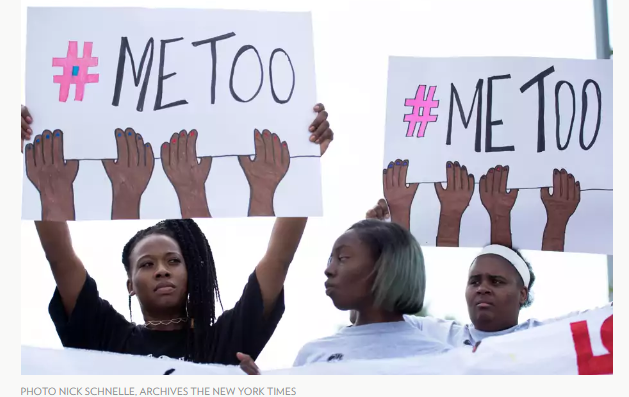 #METOO
#METOO
PHOTO NICK SCHNELLE, ARCHIVES THE NEW YORK TIMES